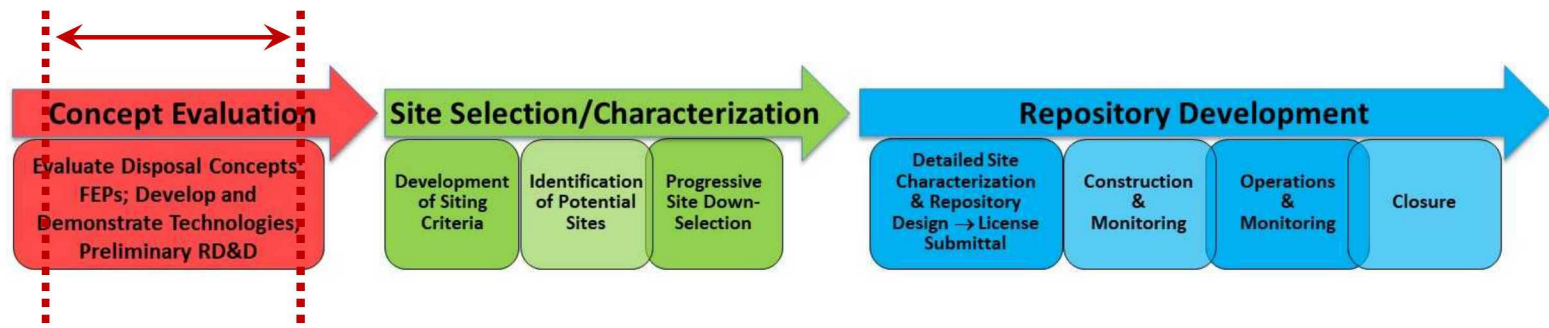 Concept Evaluation
Evaluate Disposal Concepts;
FEPs; Develop and
Demonstrate Technologies;
Preliminary RD&D
Site Selection/Characterization
Development
of Siting
Criteria
Identification
of Potential
Sites
Progressive
Site Down-
Selection
Repository Development
Detailed Site
Characterization
& Repository
Design → License
Submittal
Construction
&
Monitoring
Operations
&
Monitoring
Closure